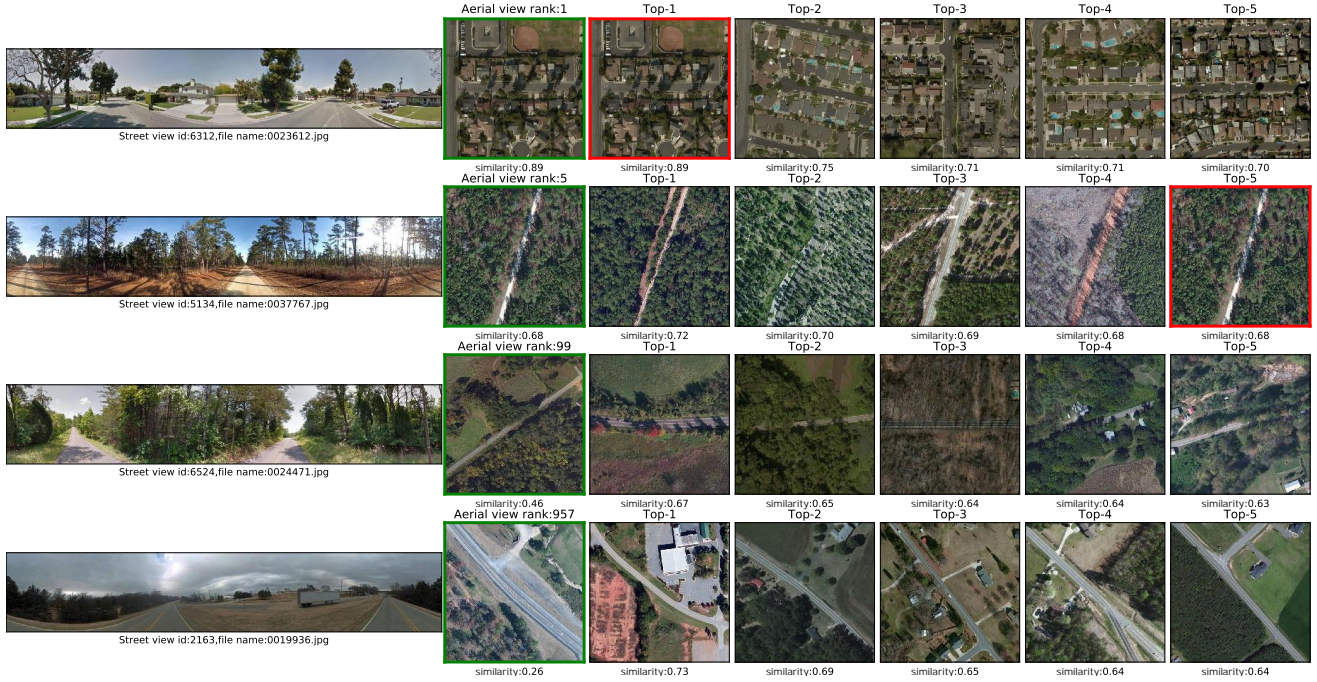 Aerial view rank:1 Top-1 Top-2 Top-3 Top-4 Top-5
Street view id:6312,file name:0023612.jpg
similarity:0.89 similarity:0.89 similarity:0.75 similarity:0.71 similarity:0.71 similarity:0.70
Aerial view rank:5 Top-1 Top-2 Top-3 Top-4 Top-5
Street view id:5134,file name:0037767.jpg
similarity:0.68 similarity:0.72 similarity:0.70 similarity:0.69 similarity:0.68 similarity:0.68
Aerial view rank:99 Top-1 Top-2 Top-3 Top-4 Top-5
Street view id:6524,file name:0024471.jpg
similarity:0.46 similarity:0.67 similarity:0.65 similarity:0.64 similarity:0.64 similarity:0.63
Aerial view rank:957 Top-1 Top-2 Top-3 Top-4 Top-5
Street view id:2163,file name:0019936.jpg
similarity:0.26 similarity:0.73 similarity:0.69 similarity:0.65 similarity:0.64 similarity:0.64